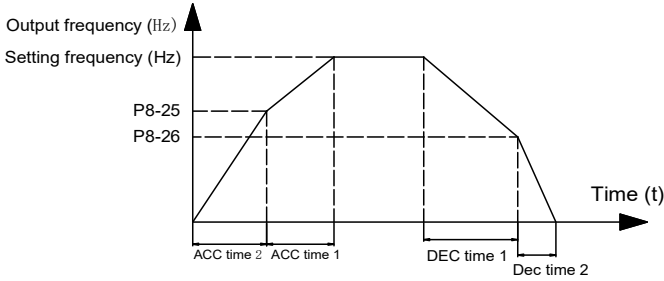 Output frequency (Hz)
Setting frequency (Hz)
P8-25
P8-26
Time (t)
ACC time 2
ACC time 1
DEC time 1
Dec time 2